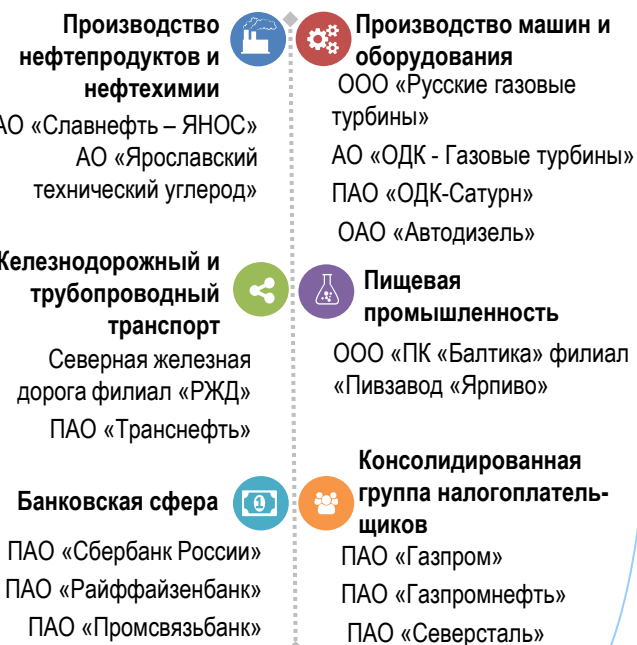 Производство
нефтепродуктов и
нефтехимии
АО «Славнефть – ЯНОС»
АО «Ярославский
технический углерод»
Железнодорожный и
трубопроводный
транспорт
Северная железная
дорога филиал «РЖД»
ПАО «Транснефть»
Банковская сфера
ПАО «Сбербанк России»
ПАО «Райффайзенбанк»
ПАО «Промсвязьбанк»
Производство машин и
оборудования
ООО «Русские газовые
турбины»
АО «ОДК - Газовые турбины»
ПАО «ОДК-Сатурн»
ОАО «Автодизель»
Пищевая
промышленность
ООО «ПК «Балтика» филиал
«Пивзавод «Ярпиво»
Консолидированная
группа налогоплатель-
щиков
ПАО «Газпром»
ПАО «Газпромнефть»
ПАО «Северсталь»